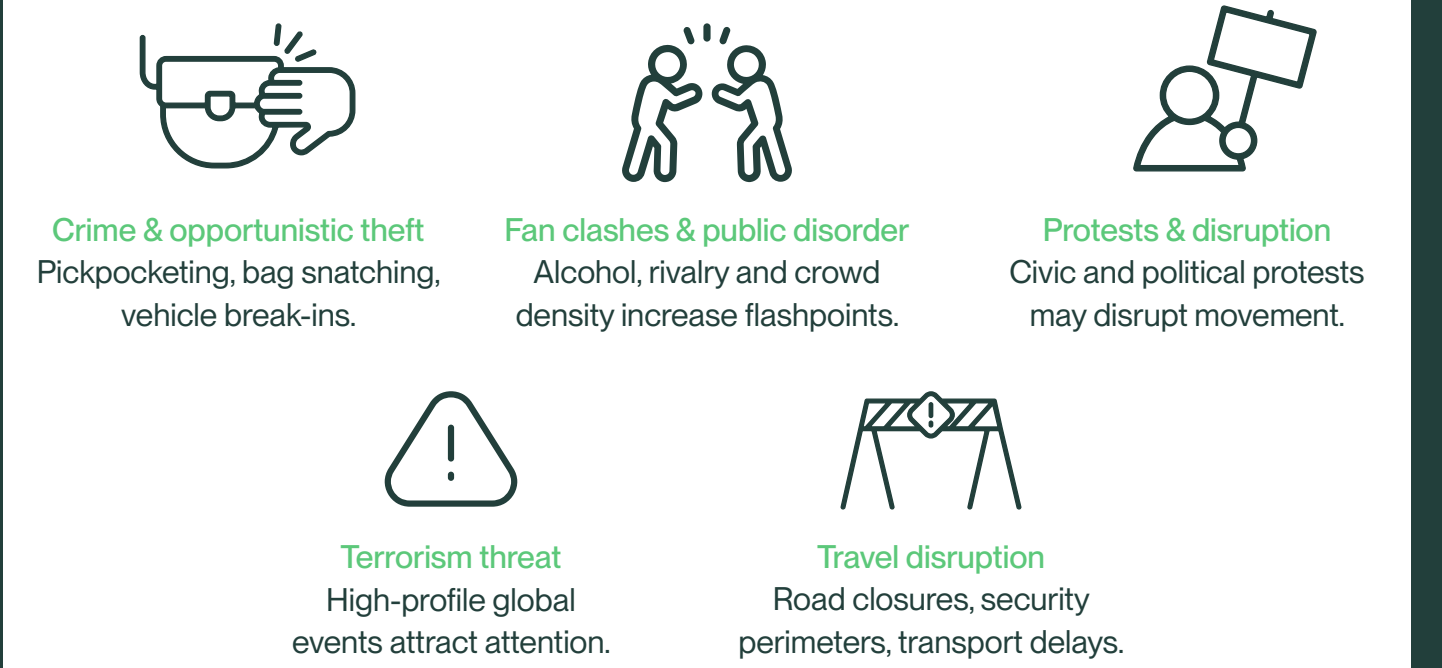 Crime & opportunistic theft
Pickpocketing, bag snatching,
vehicle break-ins.
Fan clashes & public disorder
Alcohol, rivalry and crowd
density increase flashpoints.
Protests & disruption
Civic and political protests
may disrupt movement.
Terrorism threat
High-profile global
events attract attention.
Travel disruption
Road closures, security
perimeters, transport delays.